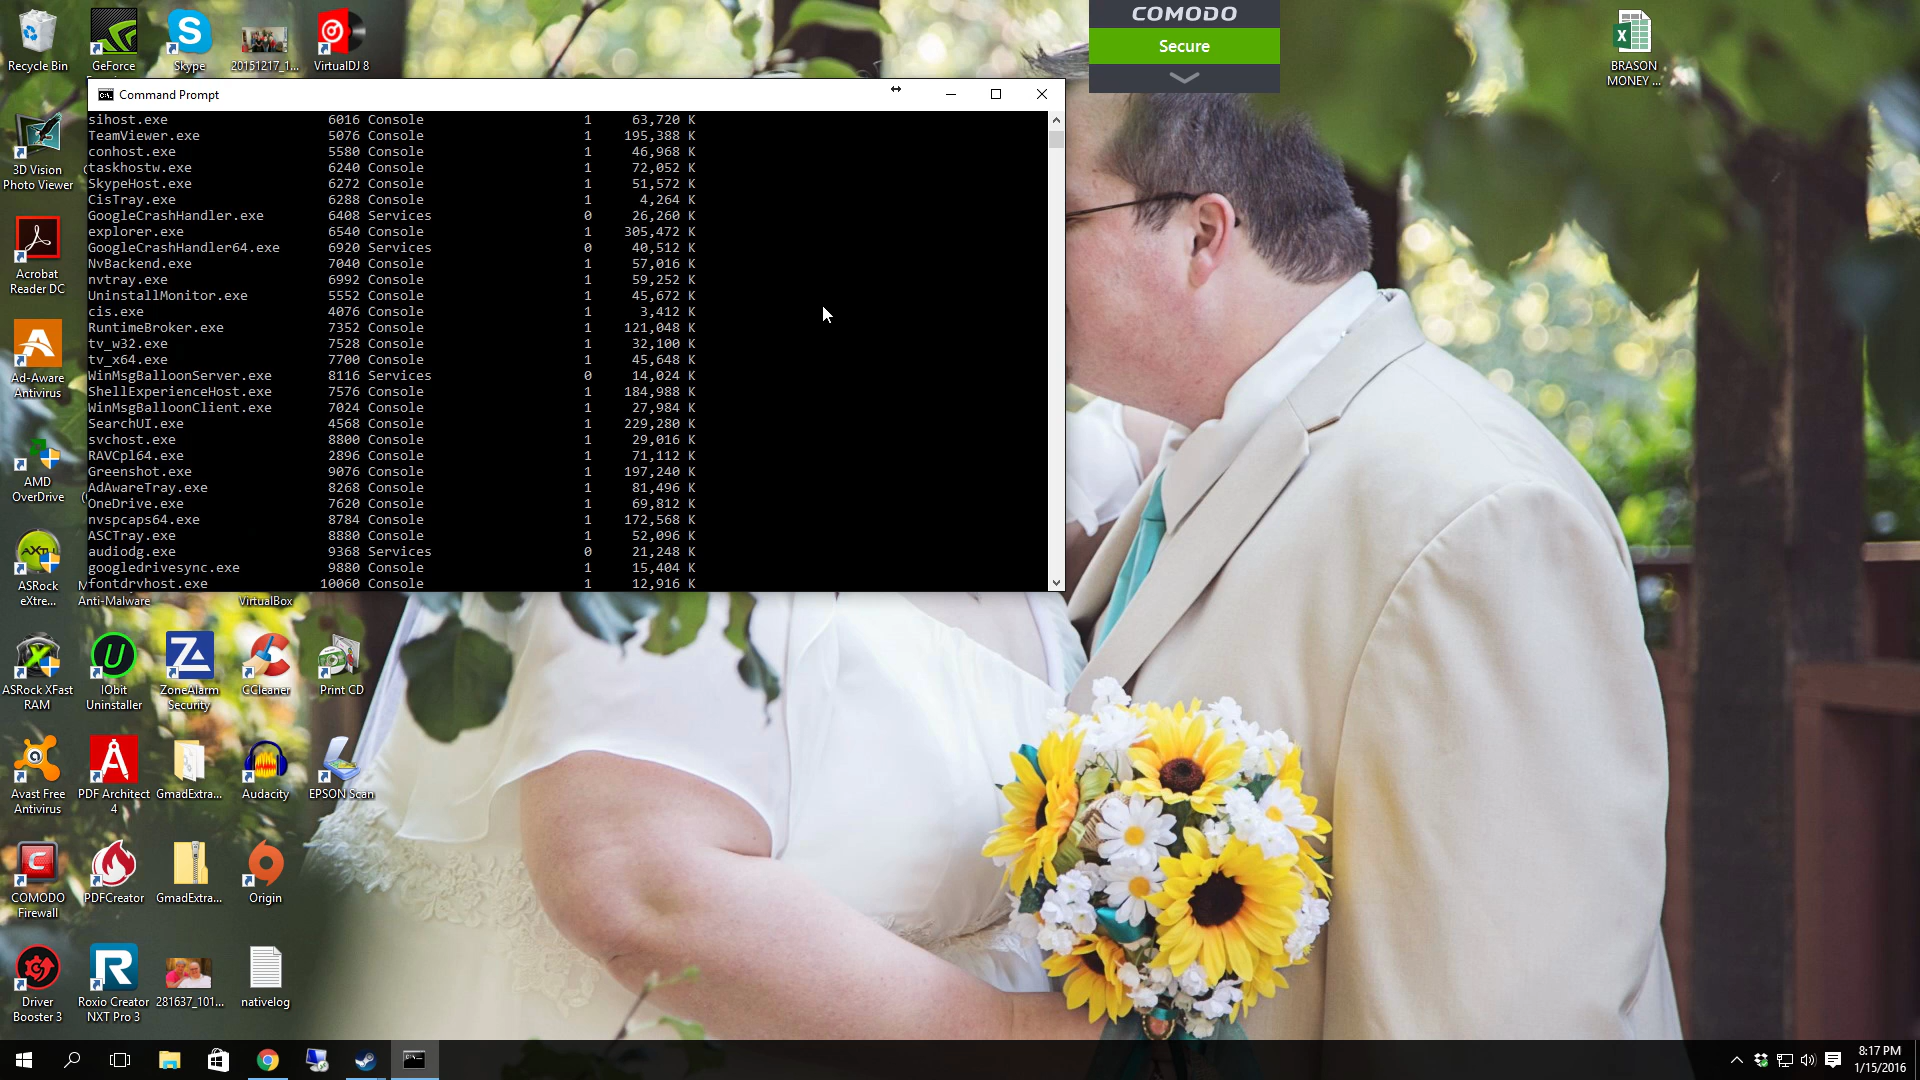 Recycle Bin
GeForce
Skype
20151217_1...
VirtualDJ 8
COMODO
Secure
BRASON
MONEY ...
Command Prompt
sihost.exe 6016 Console 1 63,720 K
TeamViewer.exe 5076 Console 1 195,388 K
conhost.exe 5580 Console 1 46,968 K
taskhostw.exe 6240 Console 1 72,052 K
SkypeHost.exe 6272 Console 1 51,572 K
CisTray.exe 6288 Console 1 4,264 K
GoogleCrashHandler.exe 6408 Services 0 26,260 K
explorer.exe 6540 Console 1 305,472 K
GoogleCrashHandler64.exe 6920 Services 0 40,512 K
NvBackend.exe 7040 Console 1 57,016 K
nvtray.exe 6992 Console 1 59,252 K
UninstallMonitor.exe 5552 Console 1 45,672 K
cis.exe 4076 Console 1 3,412 K
RuntimeBroker.exe 7352 Console 1 121,048 K
tv_w32.exe 7528 Console 1 32,100 K
tv_x64.exe 7700 Console 1 45,648 K
WinMsgBalloonServer.exe 8116 Services 0 14,024 K
ShellExperienceHost.exe 7576 Console 1 184,988 K
WinMsgBalloonClient.exe 7024 Console 1 27,984 K
SearchUI.exe 4568 Console 1 229,280 K
svchost.exe 8800 Console 1 29,016 K
RAVCpl64.exe 2896 Console 1 71,112 K
Greenshot.exe 9076 Console 1 197,240 K
AdAwareTray.exe 8268 Console 1 81,496 K
OneDrive.exe 7620 Console 1 69,812 K
nvspcaps64.exe 8784 Console 1 172,568 K
ASCTray.exe 8880 Console 1 52,096 K
audiodg.exe 9368 Services 0 21,248 K
googledrivesync.exe 9880 Console 1 15,404 K
fontdrvhost.exe 10060 Console 1 12,916 K
3D Vision
Photo Viewer
Acrobat
Reader DC
Ad-Aware
Antivirus
AMD
OverDrive
ASRock
eXtre...
Anti-Malware
VirtualBox
ASRock XFast
RAM
IObit
Uninstaller
ZoneAlarm
Security
CCleaner
Print CD
Avast Free
Antivirus
PDF Architect
4
GmadExtra...
Audacity
EPSON Scan
COMODO
Firewall
PDFCreator
GmadExtra...
Origin
Driver
Booster 3
Roxio Creator
NXT Pro 3
281637_101...
nativelog
8:17 PM
1/15/2016